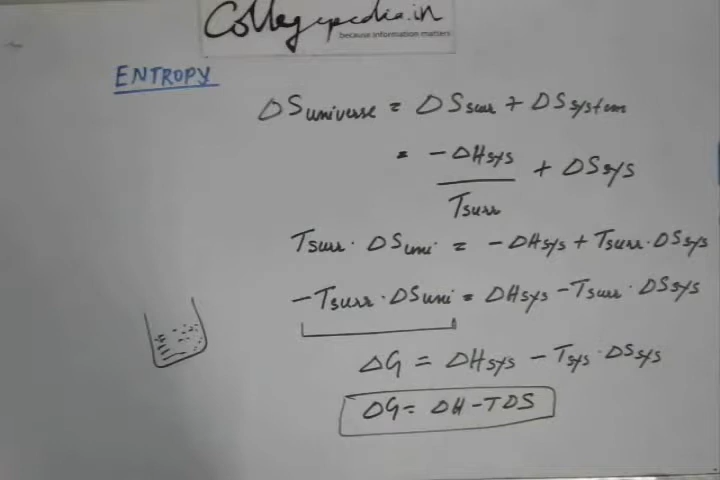 Collegepedia.in
because information matters
ENTROPY
ΔSuniverse = ΔSsurr + ΔSsystem
= -ΔHsys/Tsurr + ΔSsys
Tsurr · ΔSuni = -ΔHsys + Tsurr · ΔSsys
-Tsurr · ΔSuni = ΔHsys - Tsurr · ΔSsys
ΔG = ΔHsys - Tsys · ΔSsys
ΔG = ΔH - TΔS